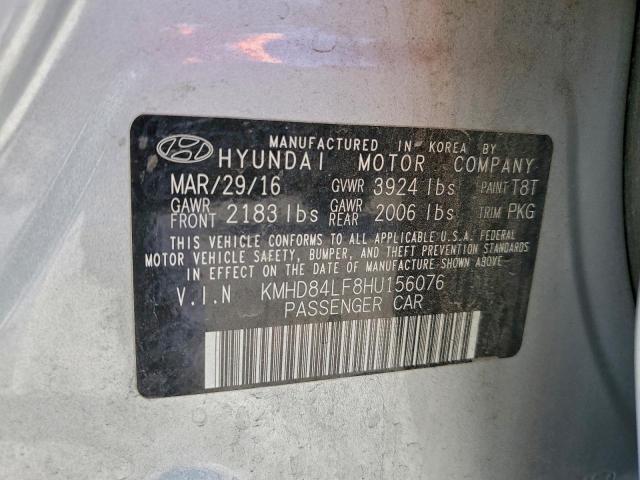 MANUFACTURED IN KOREA BY
HYUNDAI MOTOR COMPANY
MAR/29/16 GVWR 3924 lbs PAINT T8T
GAWR FRONT 2183 lbs GAWR REAR 2006 lbs TRIM PKG
THIS VEHICLE CONFORMS TO ALL APPLICABLE U.S.A. FEDERAL
MOTOR VEHICLE SAFETY, BUMPER, AND THEFT PREVENTION STANDARDS
IN EFFECT ON THE DATE OF MANUFACTURE SHOWN ABOVE.
V.I.N KMHD84LF8HU156076
PASSENGER CAR